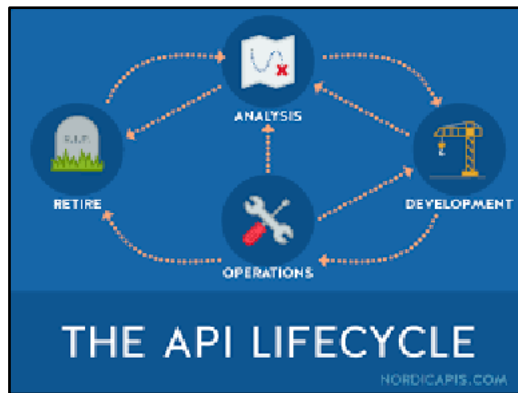 R.I.P.
ANALYSIS
RETIRE
DEVELOPMENT
OPERATIONS
THE API LIFECYCLE
NORDICAPIS.COM